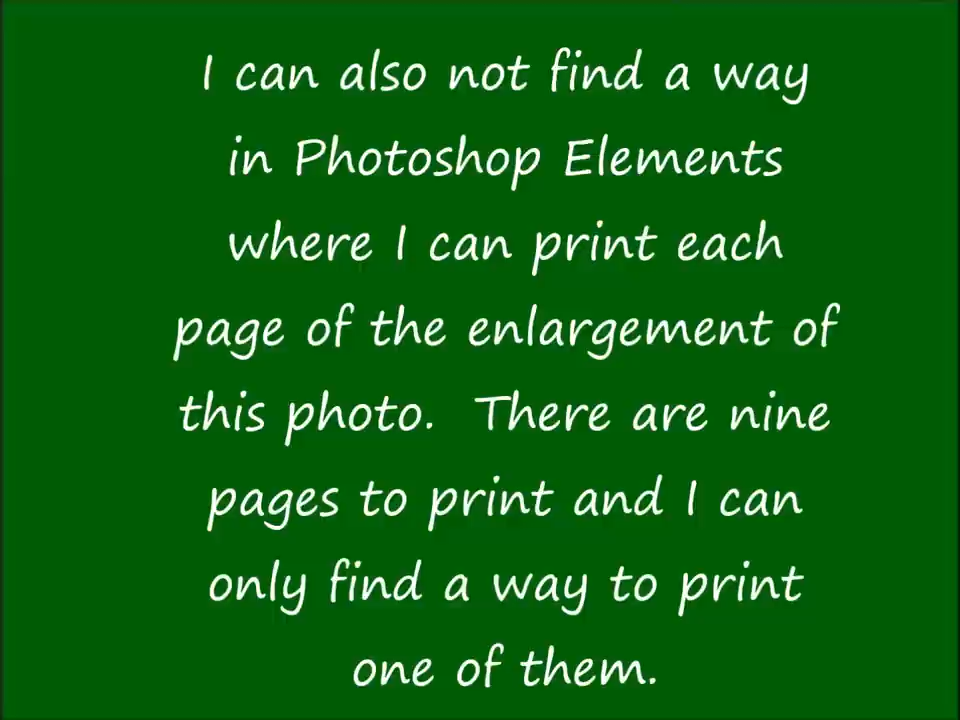 I can also not find a way
in Photoshop Elements
where I can print each
page of the enlargement of
this photo.  There are nine
pages to print and I can
only find a way to print
one of them.